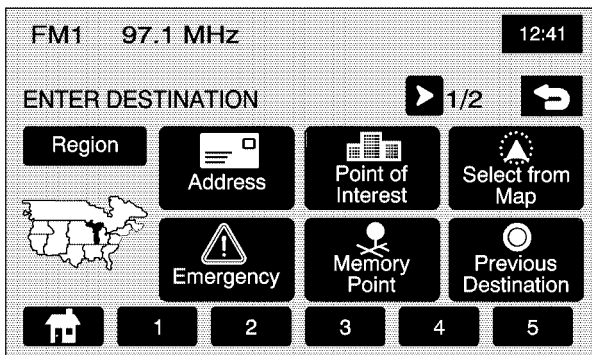 FM1 97.1 MHz 12:41
ENTER DESTINATION > 1/2
Region
Address
Point of
Interest
Select from
Map
Emergency
Memory
Point
Previous
Destination
1 2 3 4 5